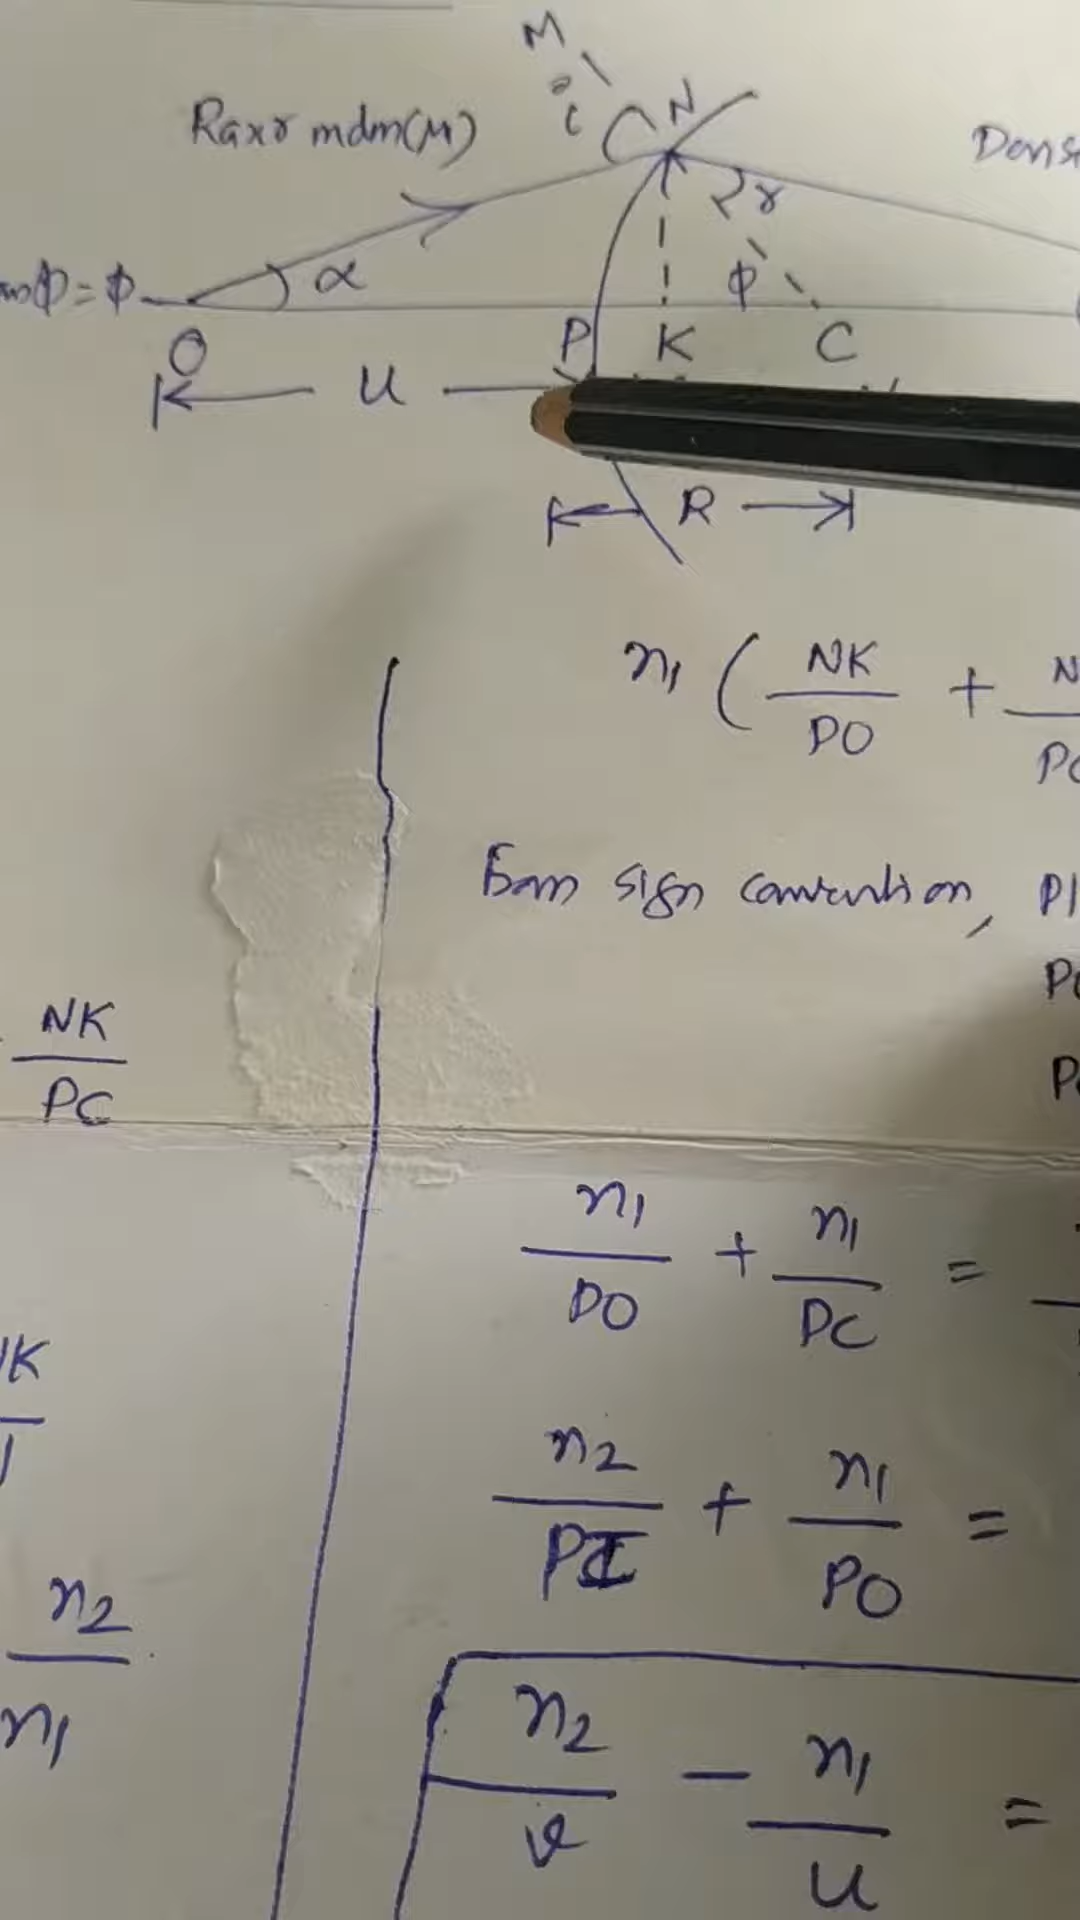 M
i
N
Raxr mdm(M)
Dens
r
α
Φ = Φ
Φ
O
P
K
C
u
R
n1 ( NK/PO +
From sign convention,
NK/PC
n1/PO + n1/PC =
n2/PI + n1/PO =
n2/n1
n2/v - n1/u =